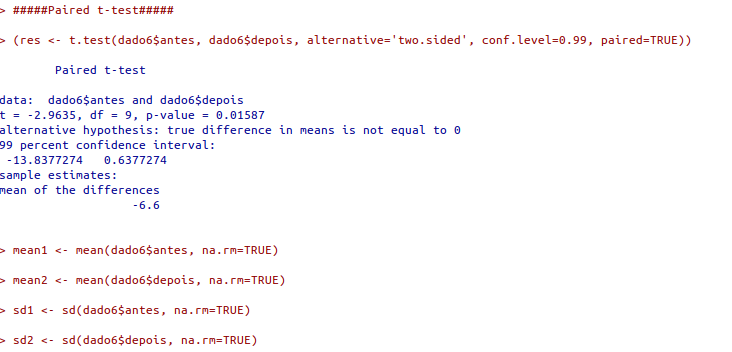 > #####Paired t-test#####
> (res <- t.test(dado6$antes, dado6$depois, alternative='two.sided', conf.level=0.99, paired=TRUE))
Paired t-test
data:  dado6$antes and dado6$depois
t = -2.9635, df = 9, p-value = 0.01587
alternative hypothesis: true difference in means is not equal to 0
99 percent confidence interval:
-13.8377274   0.6377274
sample estimates:
mean of the differences
-6.6
> mean1 <- mean(dado6$antes, na.rm=TRUE)
> mean2 <- mean(dado6$depois, na.rm=TRUE)
> sd1 <- sd(dado6$antes, na.rm=TRUE)
> sd2 <- sd(dado6$depois, na.rm=TRUE)